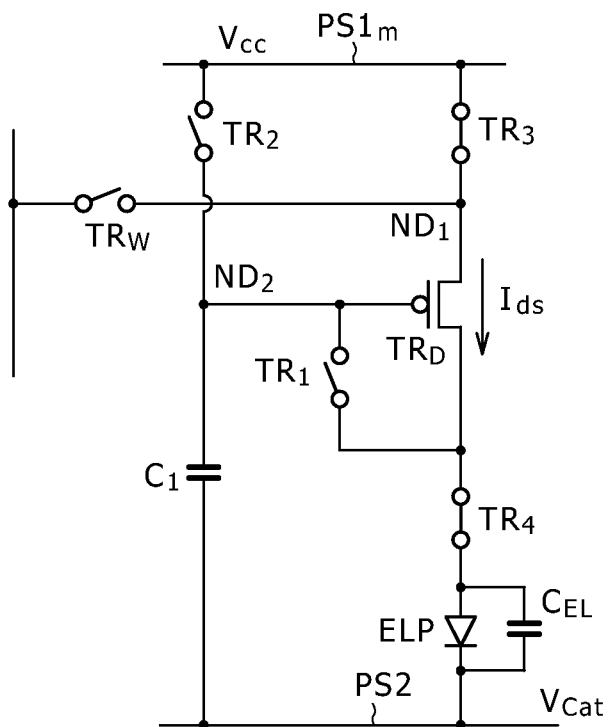 PS1m
Vcc
TR2
TR3
TRW
ND1
ND2
Ids
TRD
TR1
C1
TR4
CEL
ELP
PS2
VCat